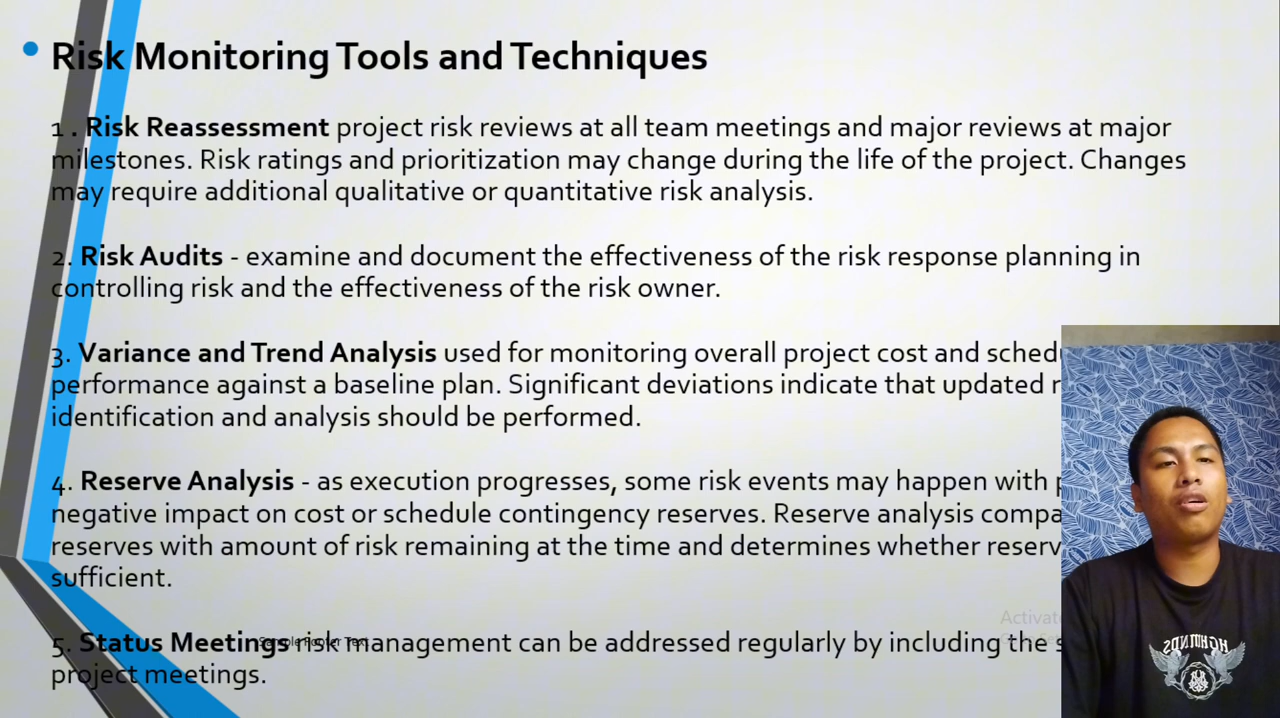 Risk Monitoring Tools and Techniques
1 . Risk Reassessment project risk reviews at all team meetings and major reviews at major
milestones. Risk ratings and prioritization may change during the life of the project. Changes
may require additional qualitative or quantitative risk analysis.
2. Risk Audits - examine and document the effectiveness of the risk response planning in
controlling risk and the effectiveness of the risk owner.
3. Variance and Trend Analysis used for monitoring overall project cost and
performance against a baseline plan. Significant deviations indicate that updated
identification and analysis should be performed.
4. Reserve Analysis - as execution progresses, some risk events may happen with
negative impact on cost or schedule contingency reserves. Reserve analysis
reserves with amount of risk remaining at the time and determines whether
sufficient.
5. Status Meetings risk management can be addressed regularly by including the
project meetings.
Sample Footer Text